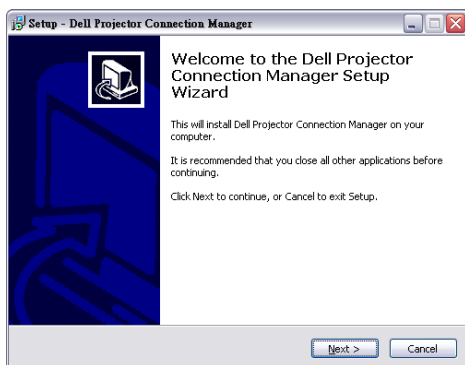 Setup - Dell Projector Connection Manager
Welcome to the Dell Projector
Connection Manager Setup
Wizard
This will install Dell Projector Connection Manager on your
computer.
It is recommended that you close all other applications before
continuing.
Click Next to continue, or Cancel to exit Setup.
Next > Cancel